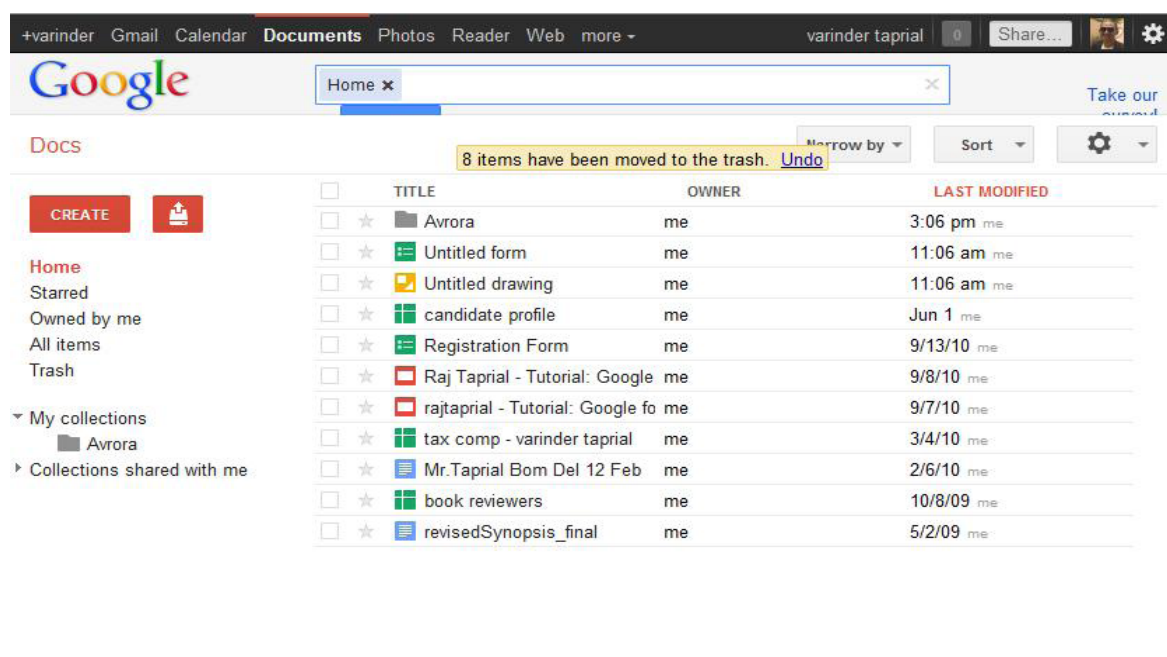 +varinder Gmail Calendar Documents Photos Reader Web more varinder taprial 0 Share...
Google Home × ×
Take our
survey!
Docs Narrow by Sort
8 items have been moved to the trash. Undo
TITLE OWNER LAST MODIFIED
CREATE
Avrora me 3:06 pm me
Untitled form me 11:06 am me
Home
Untitled drawing me 11:06 am me
Starred
candidate profile me Jun 1 me
Owned by me
All items
Registration Form me 9/13/10 me
Trash
Raj Taprial - Tutorial: Google me 9/8/10 me
rajtaprial - Tutorial: Google fo me 9/7/10 me
My collections
tax comp - varinder taprial me 3/4/10 me
Avrora
Collections shared with me
Mr.Taprial Bom Del 12 Feb me 2/6/10 me
book reviewers me 10/8/09 me
revisedSynopsis_final me 5/2/09 me